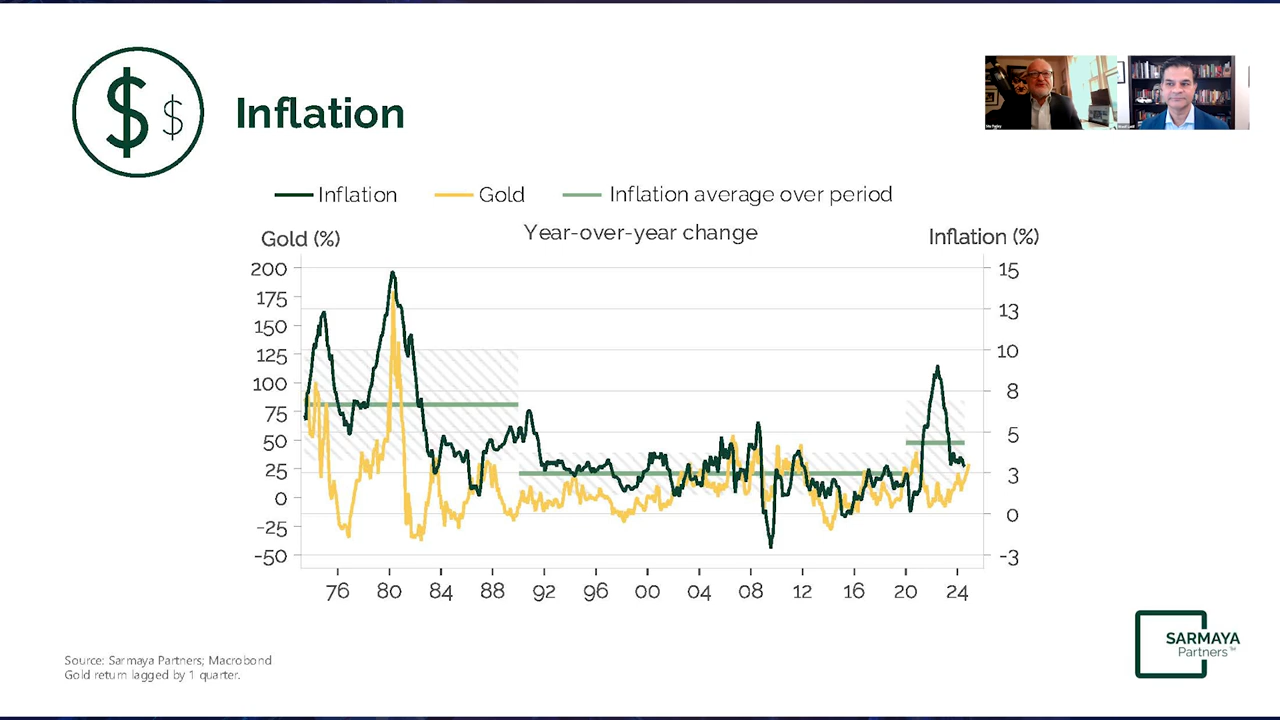 $ $
Inflation
Inflation Gold Inflation average over period
Year-over-year change
Gold (%) Inflation (%)
200 15
175
150 13
125 10
100
75 8
50 5
25 3
0
-25 0
-50 -3
76 80 84 88 92 96 00 04 08 12 16 20 24
Source: Sarmaya Partners; Macrobond
Gold return lagged by 1 quarter.
SARMAYA
Partners™